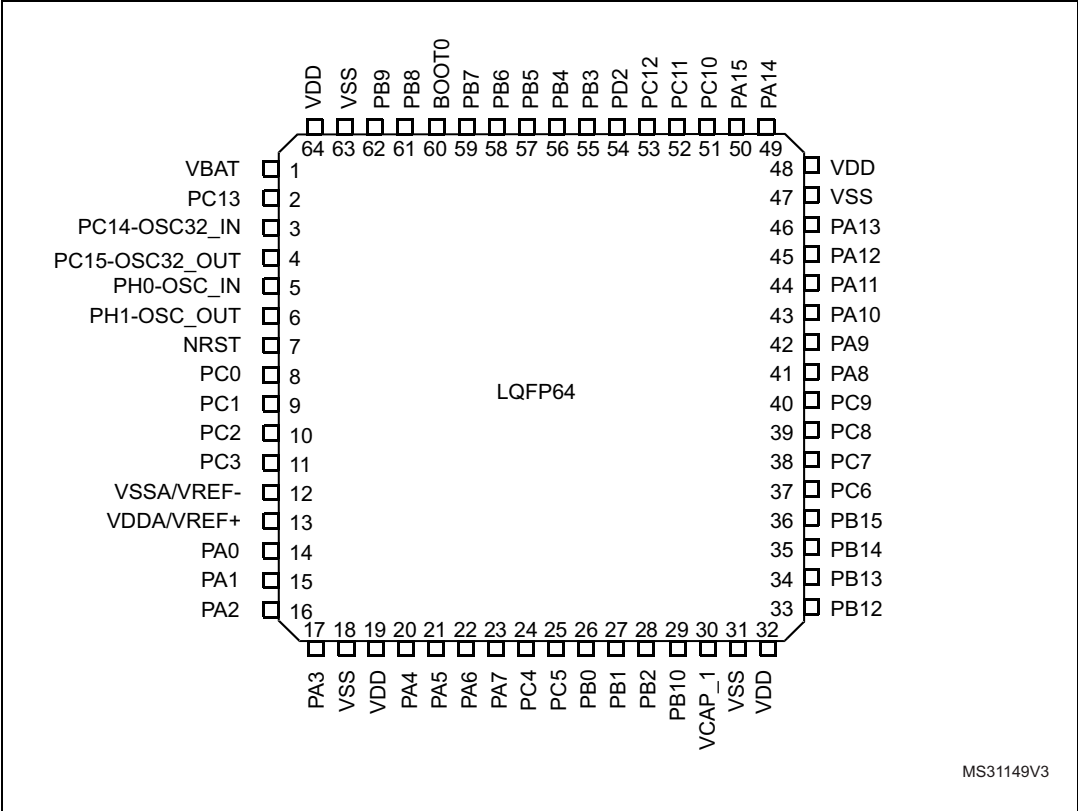 VDD VSS PB9 PB8 BOOT0 PB7 PB6 PB5 PB4 PB3 PD2 PC12 PC11 PC10 PA15 PA14
64 63 62 61 60 59 58 57 56 55 54 53 52 51 50 49
VBAT 1 48 VDD
PC13 2 47 VSS
PC14-OSC32_IN 3 46 PA13
PC15-OSC32_OUT 4 45 PA12
PH0-OSC_IN 5 44 PA11
PH1-OSC_OUT 6 43 PA10
NRST 7 42 PA9
PC0 8 41 PA8
LQFP64
PC1 9 40 PC9
PC2 10 39 PC8
PC3 11 38 PC7
VSSA/VREF- 12 37 PC6
VDDA/VREF+ 13 36 PB15
PA0 14 35 PB14
PA1 15 34 PB13
PA2 16 33 PB12
17 18 19 20 21 22 23 24 25 26 27 28 29 30 31 32
PA3 VSS VDD PA4 PA5 PA6 PA7 PC4 PC5 PB0 PB1 PB2 PB10 VCAP_1 VSS VDD
MS31149V3